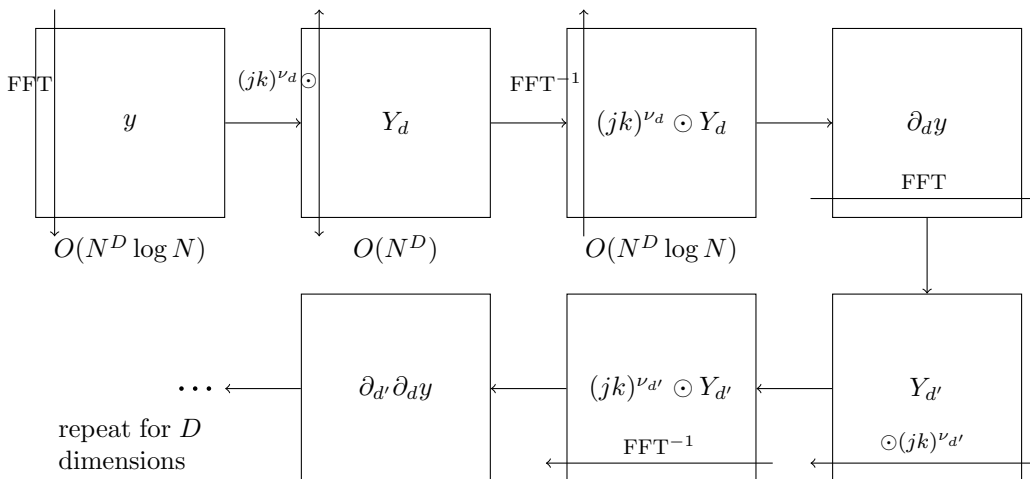 FFT
y
(jk)^{ν_d} ⊙
Y_d
FFT^{−1}
(jk)^{ν_d} ⊙ Y_d
∂_d y
FFT
O(N^D log N)
O(N^D)
O(N^D log N)
∂_{d′}∂_d y
(jk)^{ν_{d′}} ⊙ Y_{d′}
Y_{d′}
...
FFT^{−1}
⊙(jk)^{ν_{d′}}
repeat for D
dimensions